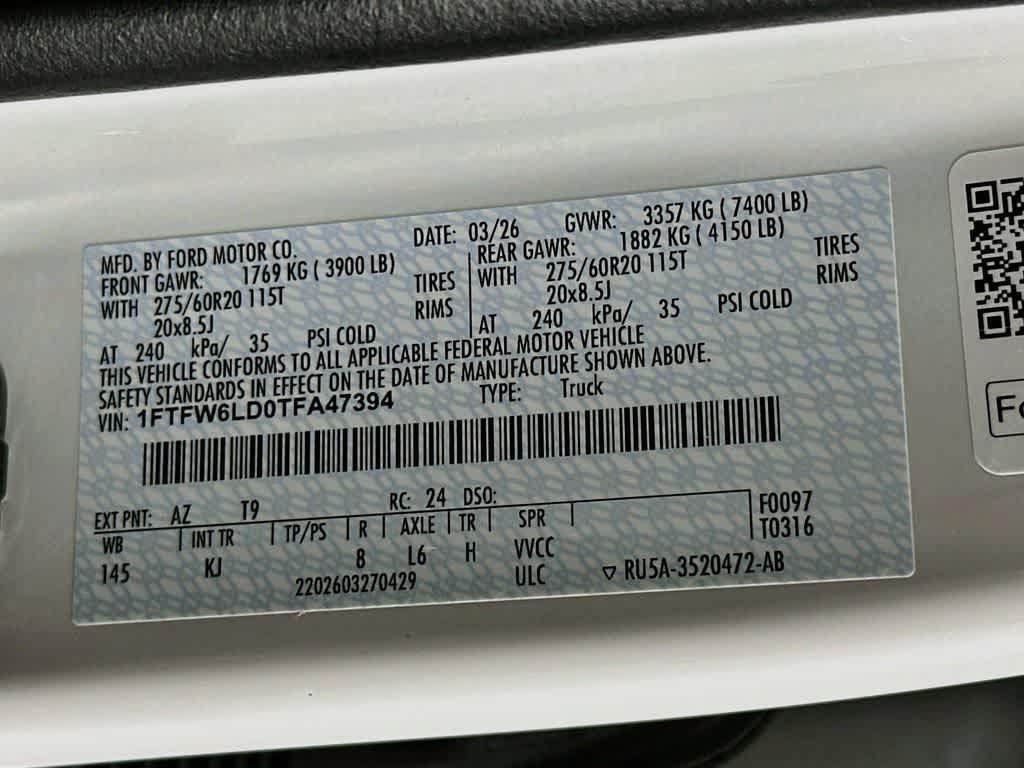 MFD. BY FORD MOTOR CO. DATE: 03/26 GVWR: 3357 KG ( 7400 LB)
FRONT GAWR: 1769 KG ( 3900 LB) REAR GAWR: 1882 KG ( 4150 LB)
WITH 275/60R20 115T TIRES WITH 275/60R20 115T TIRES
20x8.5J RIMS 20x8.5J RIMS
AT 240 kPa/ 35 PSI COLD AT 240 kPa/ 35 PSI COLD
THIS VEHICLE CONFORMS TO ALL APPLICABLE FEDERAL MOTOR VEHICLE
SAFETY STANDARDS IN EFFECT ON THE DATE OF MANUFACTURE SHOWN ABOVE.
VIN: 1FTFW6LD0TFA47394 TYPE: Truck
EXT PNT: AZ T9 RC: 24 DSO: F0097
WB INT TR TP/PS R AXLE TR SPR T0316
145 KJ 8 L6 H VVCC
2202603270429 ULC RU5A-3520472-AB